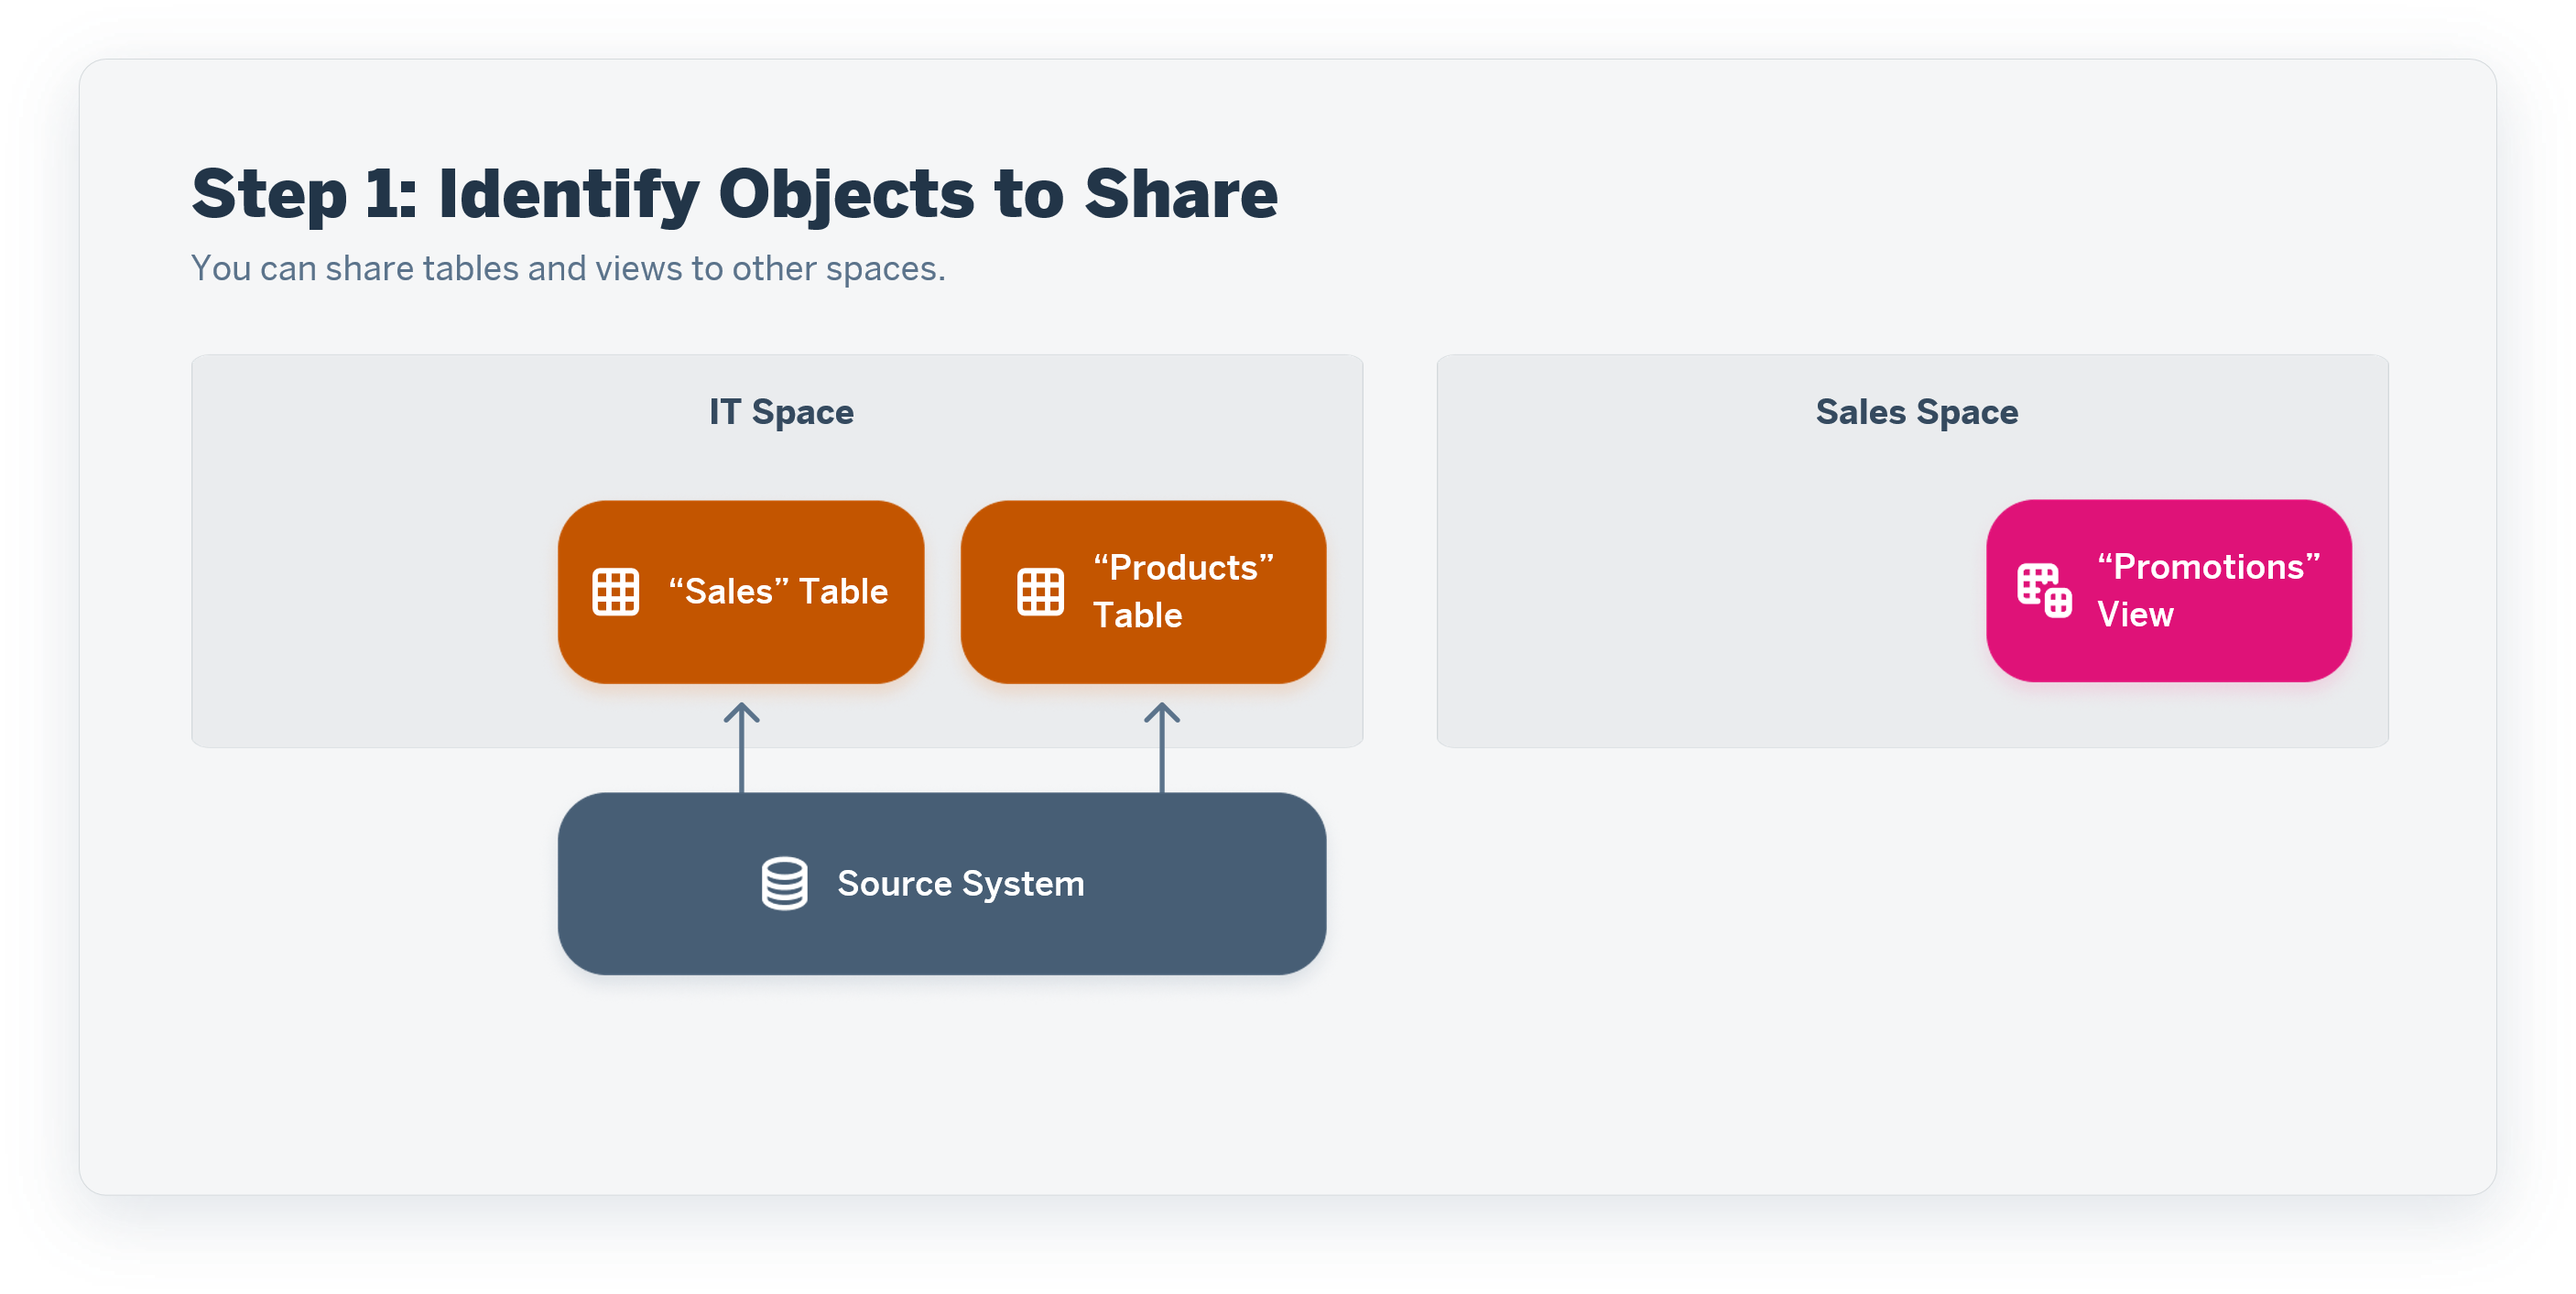 Step 1: Identify Objects to Share
You can share tables and views to other spaces.
IT Space
“Sales” Table
“Products”
Table
Source System
Sales Space
“Promotions”
View